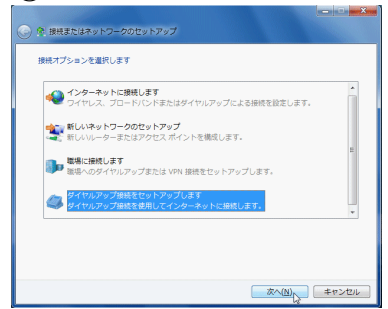 接続またはネットワークのセットアップ
接続オプションを選択します
インターネットに接続します
ワイヤレス、ブロードバンドまたはダイヤルアップによる接続を設定します。
新しいネットワークのセットアップ
新しいルーターまたはアクセス ポイントを構成します。
職場に接続します
職場へのダイヤルアップまたは VPN 接続をセットアップします。
ダイヤルアップ接続をセットアップします
ダイヤルアップ接続を使用してインターネットに接続します。
次へ(N) キャンセル